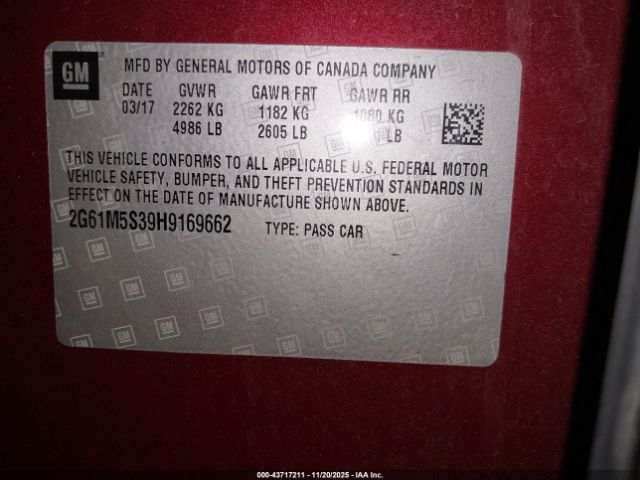 GM
MFD BY GENERAL MOTORS OF CANADA COMPANY
DATE GVWR GAWR FRT GAWR RR
03/17 2262 KG 1182 KG 1080 KG
4986 LB 2605 LB LB
THIS VEHICLE CONFORMS TO ALL APPLICABLE U.S. FEDERAL MOTOR
VEHICLE SAFETY, BUMPER, AND THEFT PREVENTION STANDARDS IN
EFFECT ON THE DATE OF MANUFACTURE SHOWN ABOVE.
2G61M5S39H9169662 TYPE: PASS CAR
000-43717211 - 11/20/2025 - IAA Inc.